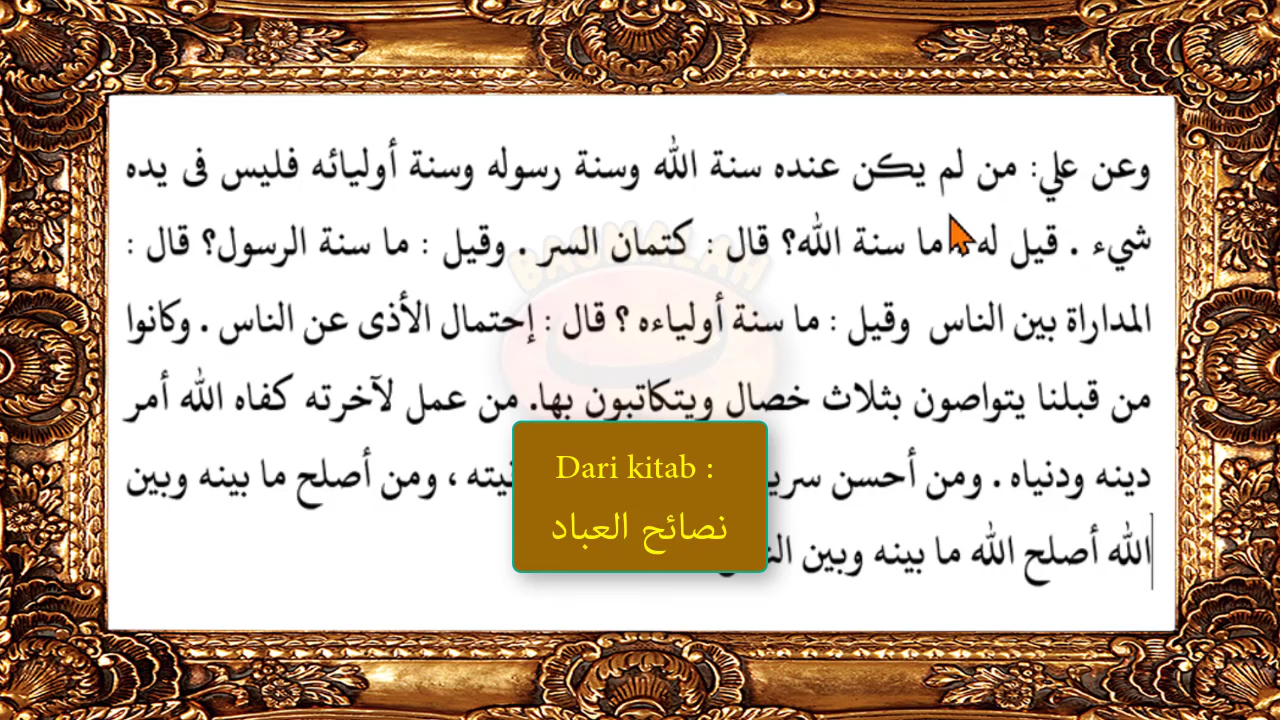 وعن علي: من لم يكن عنده سنة الله وسنة رسوله وسنة أوليائه فليس فى يده
شيء . قيل له ما سنة الله؟ قال : كتمان السر . وقيل : ما سنة الرسول؟ قال :
المداراة بين الناس وقيل : ما سنة أولياءه ؟ قال : إحتمال الأذى عن الناس . وكانوا
من قبلنا يتواصون بثلاث خصال ويتكاتبون بها. من عمل لآخرته كفاه الله أمر
دينه ودنياه . ومن أحسن ، ومن أصلح ما بينه وبين
الله أصلح الله ما بينه وبين
Dari kitab :
نصائح العباد